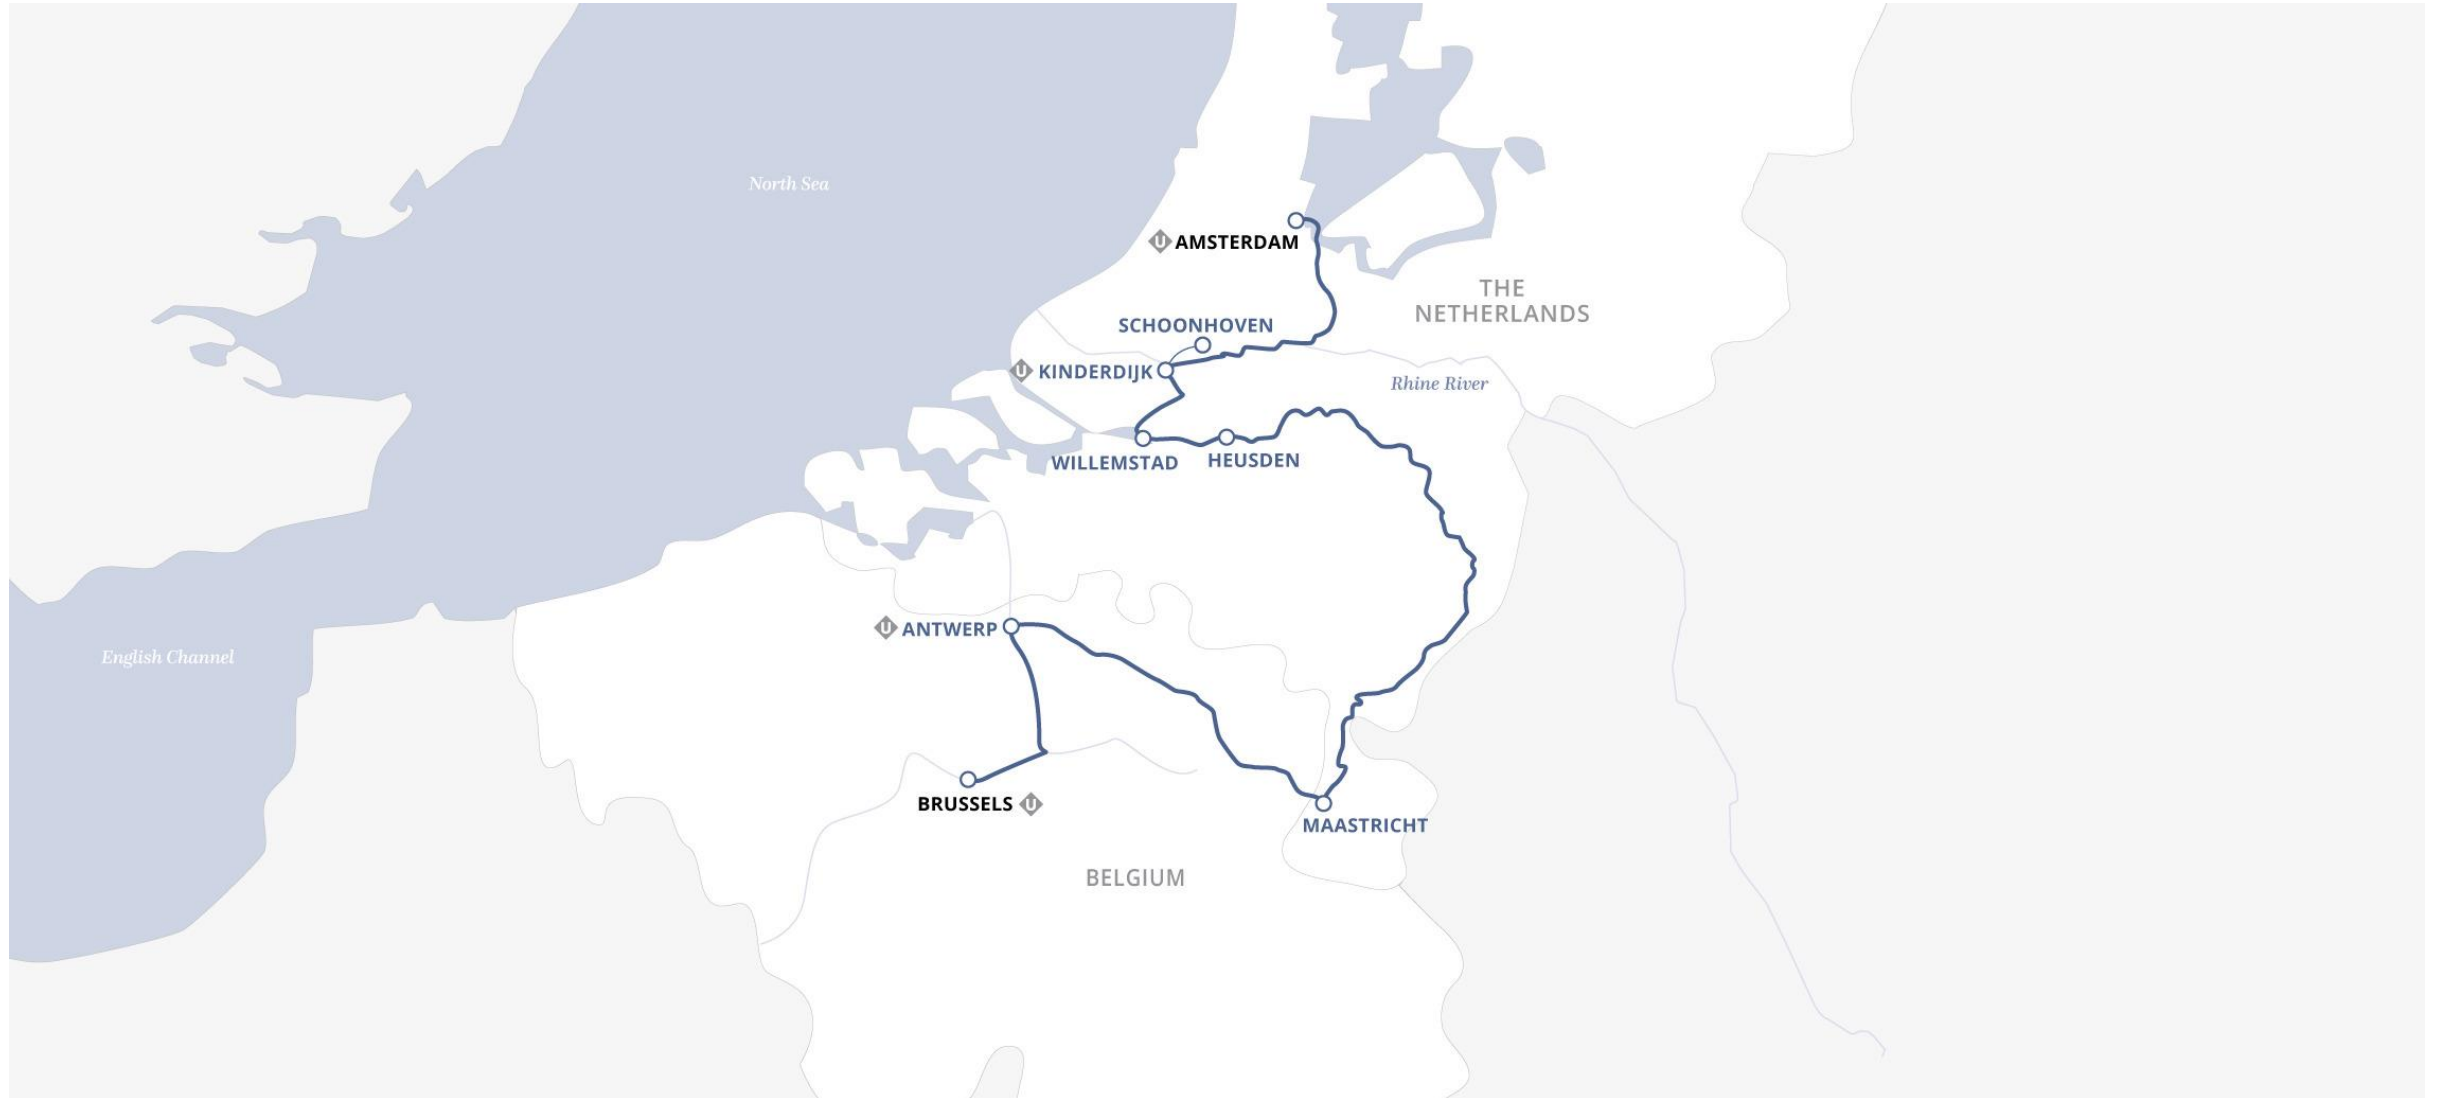 North Sea
U AMSTERDAM
THE
NETHERLANDS
SCHOONHOVEN
U KINDERDIJK
Rhine River
WILLEMSTAD
HEUSDEN
U ANTWERP
English Channel
BRUSSELS U
MAASTRICHT
BELGIUM